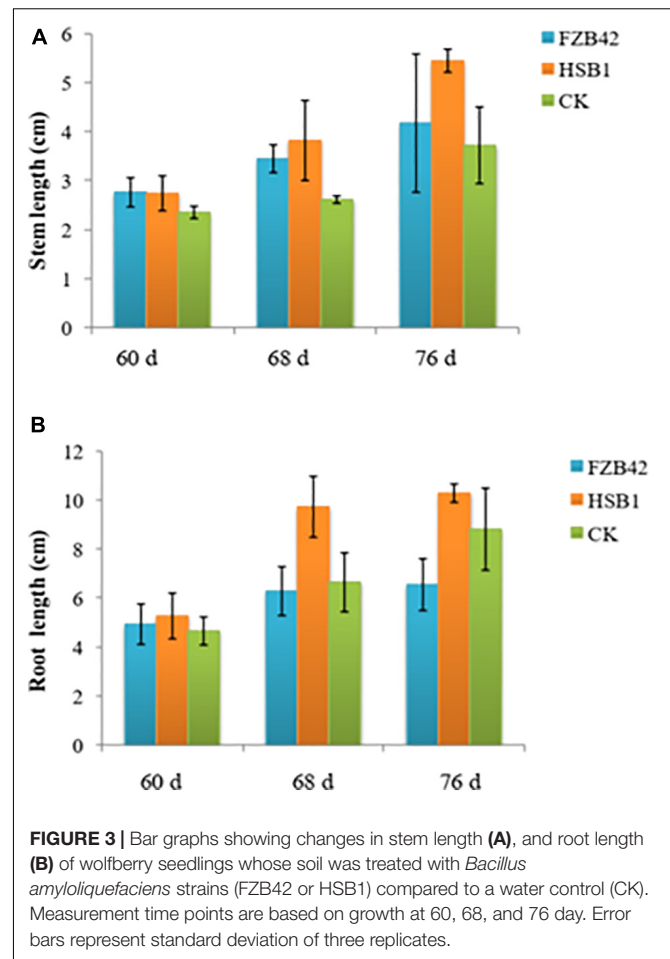 A
Stem length (cm)
6
5
4
3
2
1
0
60 d
68 d
76 d
FZB42
HSB1
CK
B
Root length (cm)
12
10
8
6
4
2
0
60 d
68 d
76 d
FZB42
HSB1
CK
FIGURE 3 | Bar graphs showing changes in stem length (A), and root length
(B) of wolfberry seedlings whose soil was treated with Bacillus
amyloliquefaciens strains (FZB42 or HSB1) compared to a water control (CK).
Measurement time points are based on growth at 60, 68, and 76 day. Error
bars represent standard deviation of three replicates.